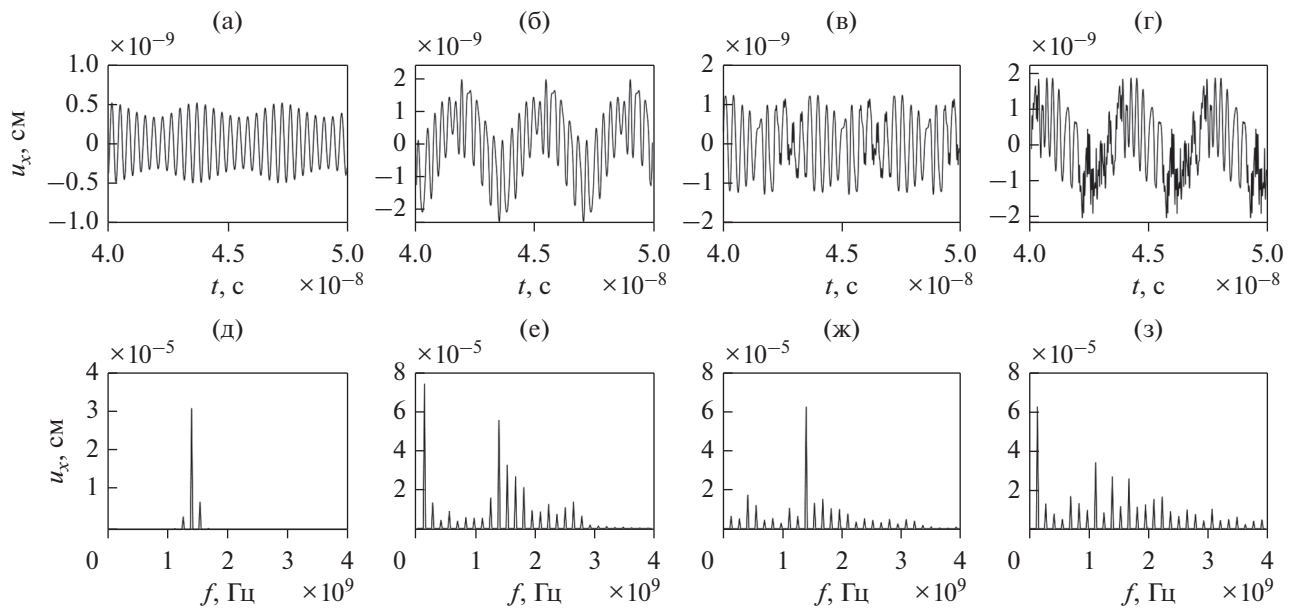 (а) (б) (в) (г)
×10⁻⁹ ×10⁻⁹ ×10⁻⁹ ×10⁻⁹
1.0 2 2 2
0.5 1 1 1
0 0 0 0
−0.5 −1 −1 −1
−1.0 −2 −2 −2
uₓ, см
4.0 4.5 5.0 4.0 4.5 5.0 4.0 4.5 5.0 4.0 4.5 5.0
t, с ×10⁻⁸ t, с ×10⁻⁸ t, с ×10⁻⁸ t, с ×10⁻⁸
(д) (е) (ж) (з)
×10⁻⁵ ×10⁻⁵ ×10⁻⁵ ×10⁻⁵
4 8 8 8
3 6 6 6
2 4 4 4
1 2 2 2
uₓ, см
0 1 2 3 4 0 1 2 3 4 0 1 2 3 4 0 1 2 3 4
f, Гц ×10⁹ f, Гц ×10⁹ f, Гц ×10⁹ f, Гц ×10⁹